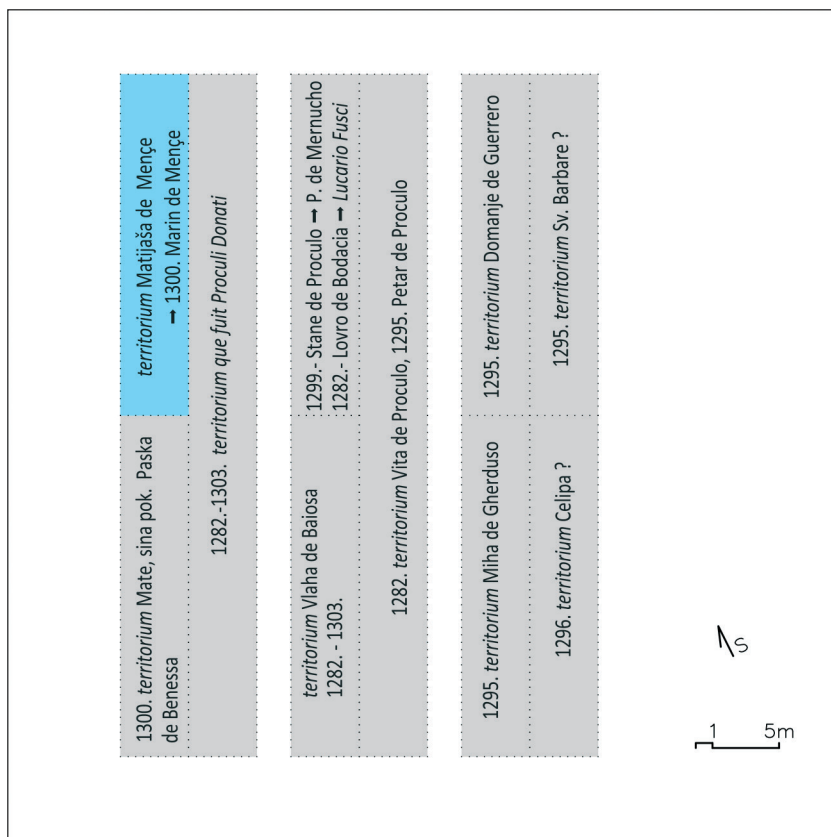 territorium Matijaša de Mençe
→ 1300. Marin de Mençe
1300. territorium Mate, sina pok. Paska
de Benessa
1282.-1303. territorium que fuit Proculi Donati
1299.- Stane de Proculo → P. de Mernucho
1282.- Lovro de Bodacia → Lucario Fusci
territorium Vlaha de Baiosa
1282. - 1303.
1282. territorium Vita de Proculo, 1295. Petar de Proculo
1295. territorium Domanje de Guerrero
1295. territorium Miha de Gherduso
1295. territorium Sv. Barbare ?
1296. territorium Celipa ?
S
1 5m